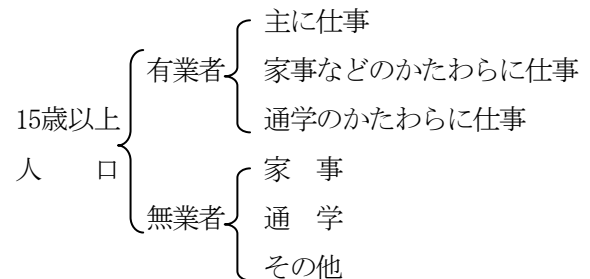 主に仕事
有業者 家事などのかたわらに仕事
15歳以上 通学のかたわらに仕事
人　　口 家　事
無業者 通　学
その他